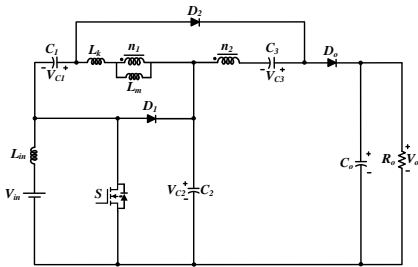 D2
C1
Lk
n1
n2
C3
Do
- VC1 +
Lm
- VC3 +
D1
Lin
S
VC2
+
-
C2
Co
+
-
Ro
+
Vo
-
Vin